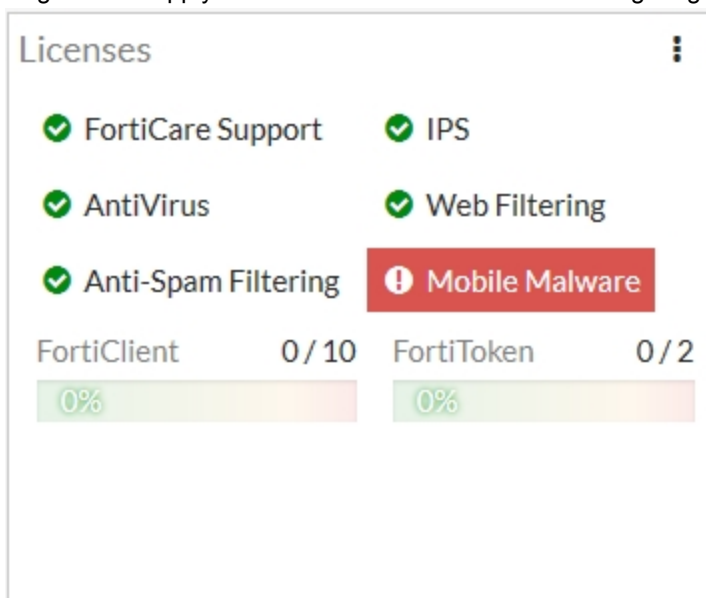 Licenses
FortiCare Support IPS
AntiVirus Web Filtering
Anti-Spam Filtering Mobile Malware
FortiClient 0 / 10 FortiToken 0 / 2
0% 0%